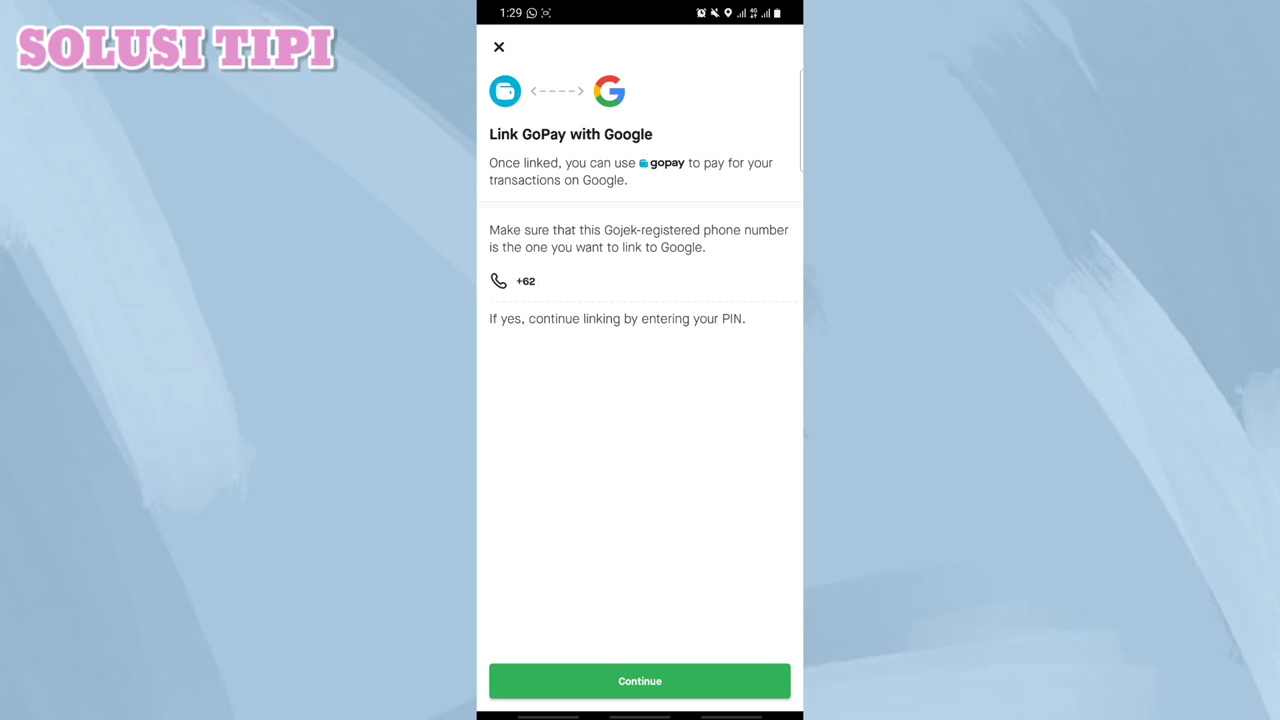 SOLUSI TIPI
1:29
Link GoPay with Google
Once linked, you can use gopay to pay for your
transactions on Google.
Make sure that this Gojek-registered phone number
is the one you want to link to Google.
+62
If yes, continue linking by entering your PIN.
Continue